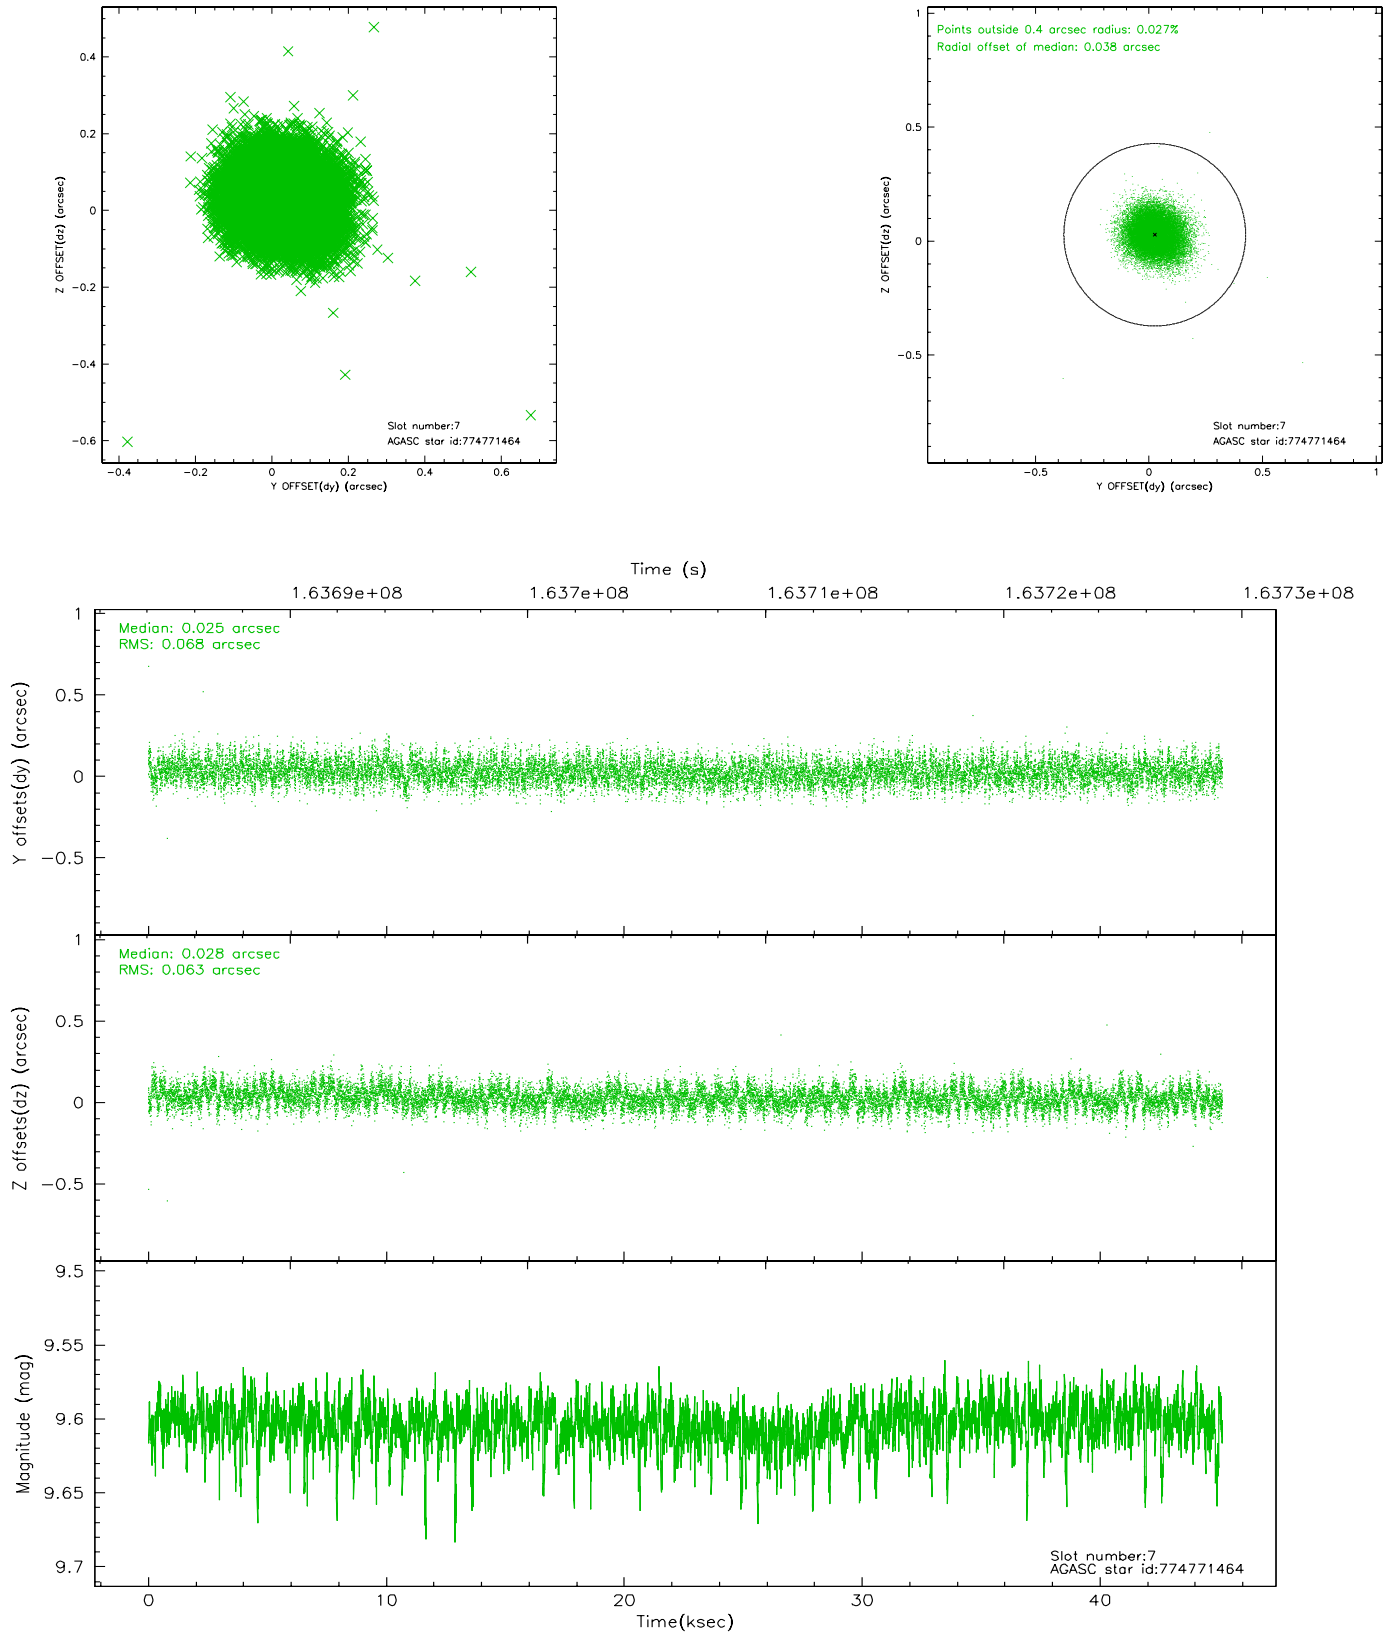 0.4
0.2
0
−0.2
−0.4
−0.6
Z OFFSET(dz) (arcsec)
−0.4 −0.2 0 0.2 0.4 0.6
Y OFFSET(dy) (arcsec)
Slot number:7
AGASC star id:774771464
Points outside 0.4 arcsec radius: 0.027%
Radial offset of median: 0.038 arcsec
1
0.5
0
−0.5
Z OFFSET(dz) (arcsec)
−0.5 0 0.5 1
Y OFFSET(dy) (arcsec)
Slot number:7
AGASC star id:774771464
Time (s)
1.6369e+08 1.637e+08 1.6371e+08 1.6372e+08 1.6373e+08
Median: 0.025 arcsec
RMS: 0.068 arcsec
1
0.5
0
−0.5
Y offsets(dy) (arcsec)
Median: 0.028 arcsec
RMS: 0.063 arcsec
1
0.5
0
−0.5
Z offsets(dz) (arcsec)
9.5
9.55
9.6
9.65
9.7
Magnitude (mag)
Slot number:7
AGASC star id:774771464
0 10 20 30 40
Time(ksec)